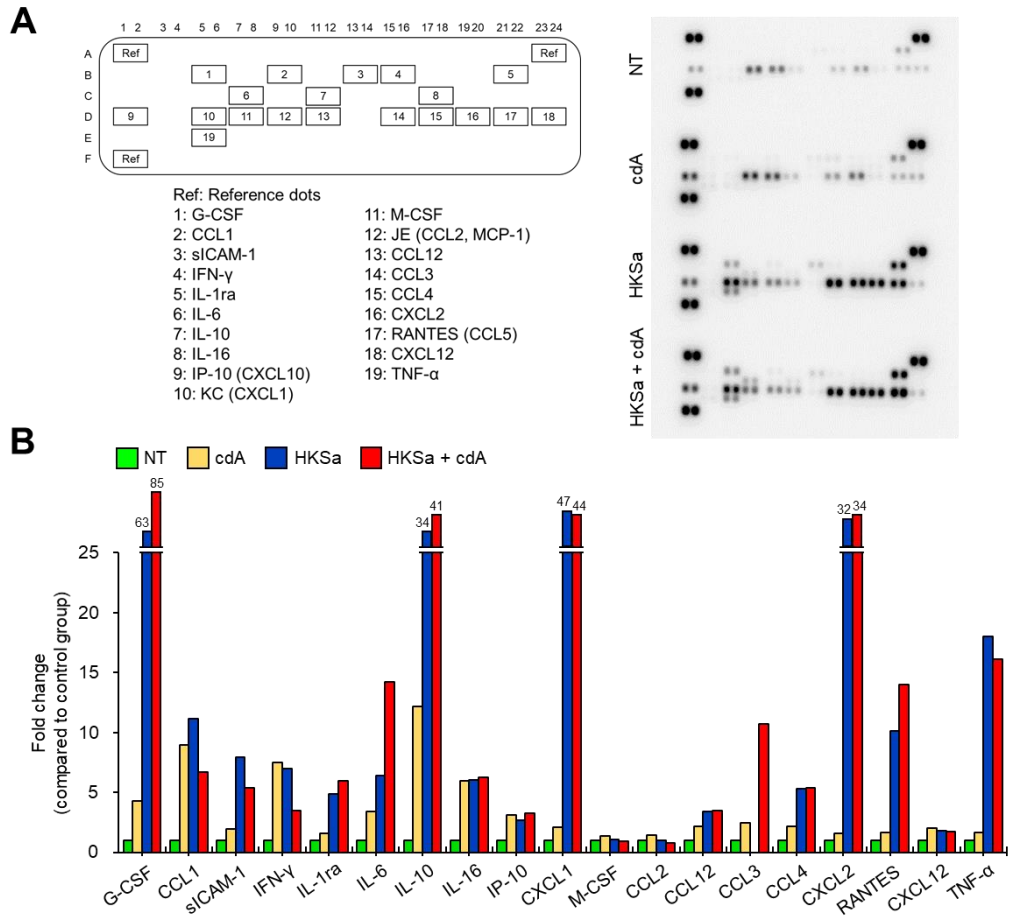 A
1 2 3 4 5 6 7 8 9 10 11 12 13 14 15 16 17 18 19 20 21 22 23 24
A Ref Ref
B 1 2 3 4 5
C 6 7 8
D 9 10 11 12 13 14 15 16 17 18
E 19
F Ref
Ref: Reference dots
1: G-CSF
2: CCL1
3: sICAM-1
4: IFN-γ
5: IL-1ra
6: IL-6
7: IL-10
8: IL-16
9: IP-10 (CXCL10)
10: KC (CXCL1)
11: M-CSF
12: JE (CCL2, MCP-1)
13: CCL12
14: CCL3
15: CCL4
16: CXCL2
17: RANTES (CCL5)
18: CXCL12
19: TNF-α
NT
cdA
HKSa
HKSa + cdA
B
NT cdA HKSa HKSa + cdA
63 85 34 41 47 44 32 34
Fold change
(compared to control group)
25
20
15
10
5
0
G-CSF CCL1 sICAM-1 IFN-γ IL-1ra IL-6 IL-10 IL-16 IP-10 CXCL1 M-CSF CCL2 CCL12 CCL3 CCL4 CXCL2 RANTES CXCL12 TNF-α